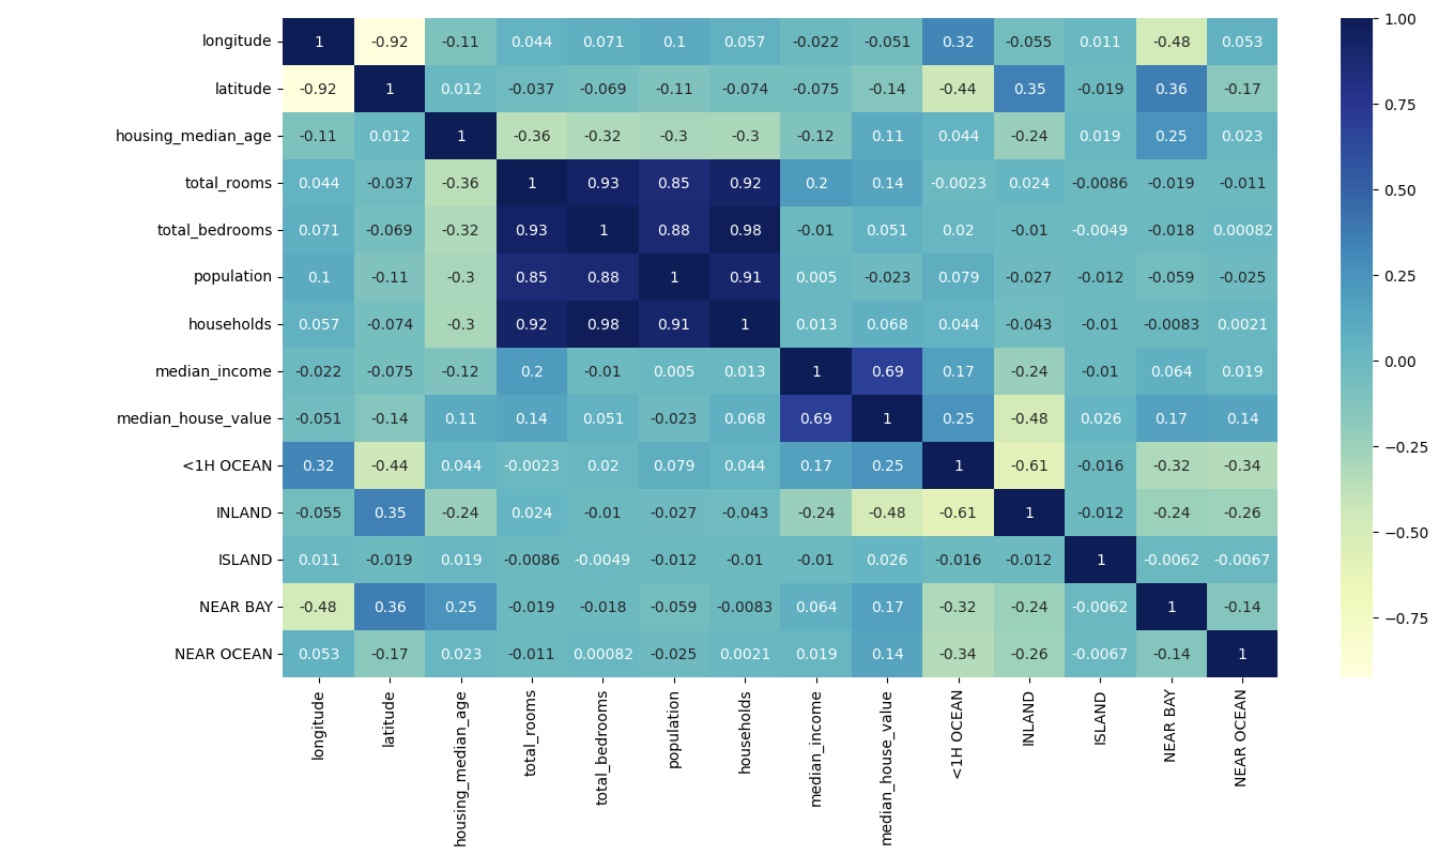 longitude 1 -0.92 -0.11 0.044 0.071 0.1 0.057 -0.022 -0.051 0.32 -0.055 0.011 -0.48 0.053
latitude -0.92 1 0.012 -0.037 -0.069 -0.11 -0.074 -0.075 -0.14 -0.44 0.35 -0.019 0.36 -0.17
housing_median_age -0.11 0.012 1 -0.36 -0.32 -0.3 -0.3 -0.12 0.11 0.044 -0.24 0.019 0.25 0.023
total_rooms 0.044 -0.037 -0.36 1 0.93 0.85 0.92 0.2 0.14 -0.0023 0.024 -0.0086 -0.019 -0.011
total_bedrooms 0.071 -0.069 -0.32 0.93 1 0.88 0.98 -0.01 0.051 0.02 -0.01 -0.0049 -0.018 0.00082
population 0.1 -0.11 -0.3 0.85 0.88 1 0.91 0.005 -0.023 0.079 -0.027 -0.012 -0.059 -0.025
households 0.057 -0.074 -0.3 0.92 0.98 0.91 1 0.013 0.068 0.044 -0.043 -0.01 -0.0083 0.0021
median_income -0.022 -0.075 -0.12 0.2 -0.01 0.005 0.013 1 0.69 0.17 -0.24 -0.01 0.064 0.019
median_house_value -0.051 -0.14 0.11 0.14 0.051 -0.023 0.068 0.69 1 0.25 -0.48 0.026 0.17 0.14
<1H OCEAN 0.32 -0.44 0.044 -0.0023 0.02 0.079 0.044 0.17 0.25 1 -0.61 -0.016 -0.32 -0.34
INLAND -0.055 0.35 -0.24 0.024 -0.01 -0.027 -0.043 -0.24 -0.48 -0.61 1 -0.012 -0.24 -0.26
ISLAND 0.011 -0.019 0.019 -0.0086 -0.0049 -0.012 -0.01 -0.01 0.026 -0.016 -0.012 1 -0.0062 -0.0067
NEAR BAY -0.48 0.36 0.25 -0.019 -0.018 -0.059 -0.0083 0.064 0.17 -0.32 -0.24 -0.0062 1 -0.14
NEAR OCEAN 0.053 -0.17 0.023 -0.011 0.00082 -0.025 0.0021 0.019 0.14 -0.34 -0.26 -0.0067 -0.14 1
longitude
latitude
housing_median_age
total_rooms
total_bedrooms
population
households
median_income
median_house_value
<1H OCEAN
INLAND
ISLAND
NEAR BAY
NEAR OCEAN
1.00
0.75
0.50
0.25
0.00
−0.25
−0.50
−0.75